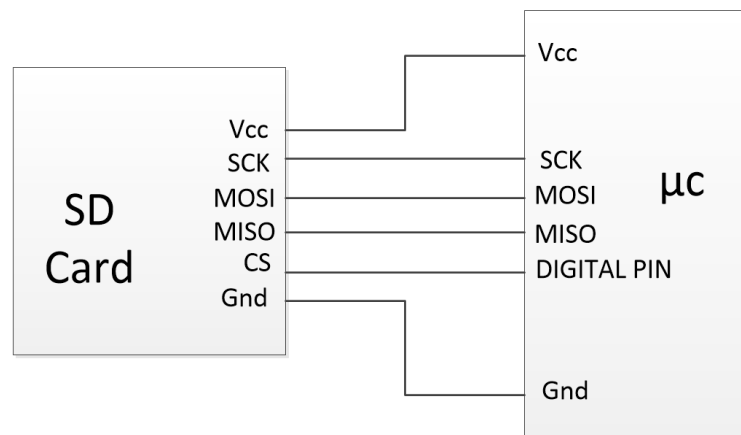 SD
Card
Vcc
SCK
MOSI
MISO
CS
Gnd
Vcc
SCK
MOSI
MISO
DIGITAL PIN
Gnd
µc